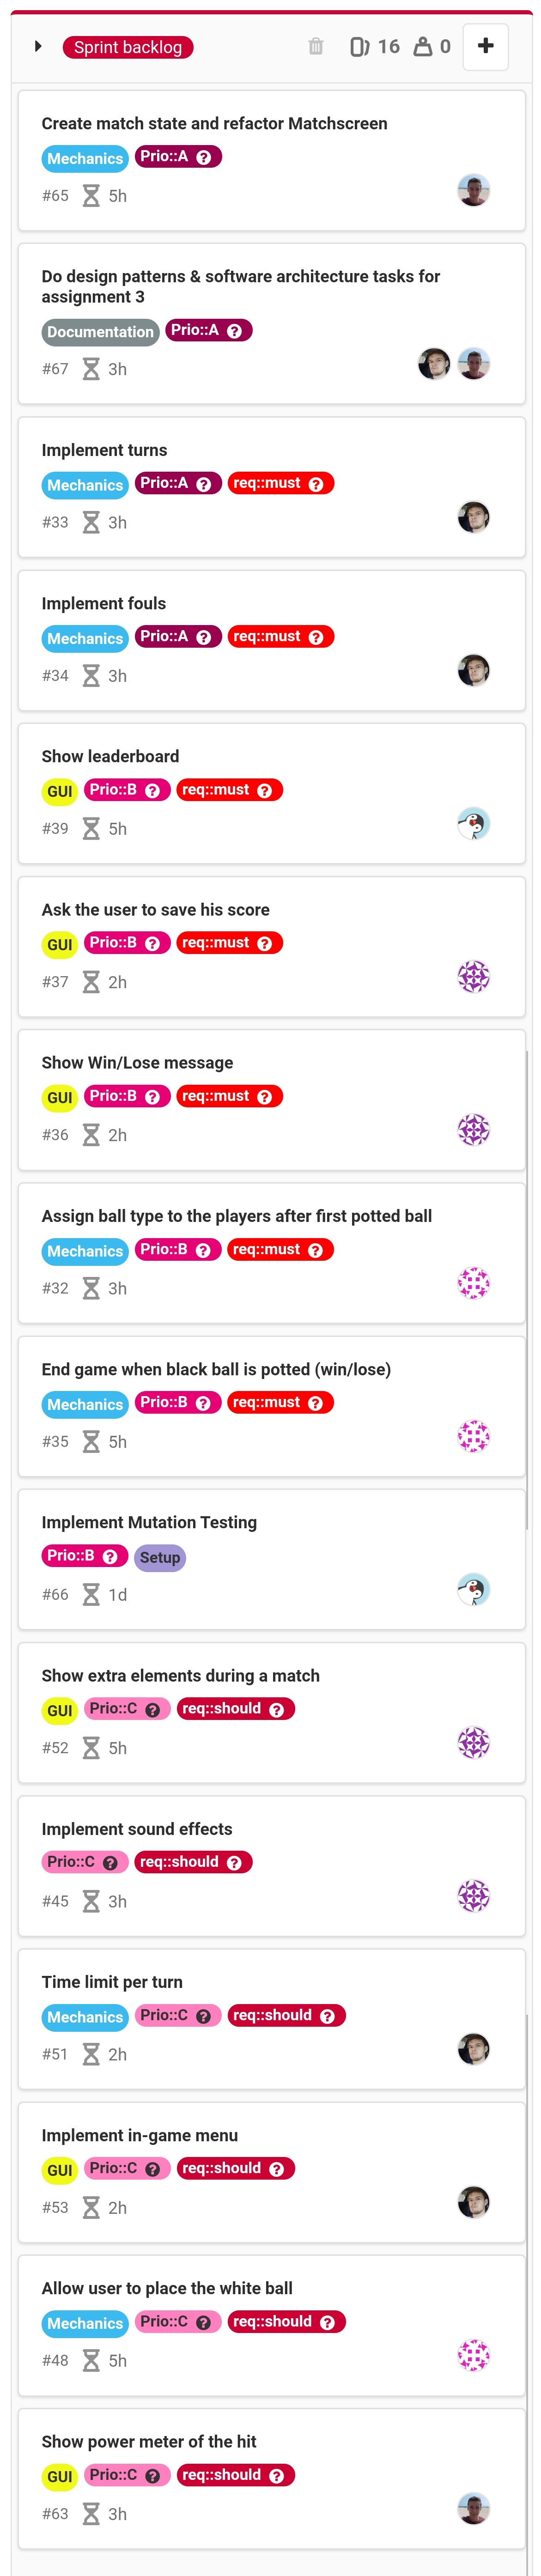 Sprint backlog 16 0 +
Create match state and refactor Matchscreen
Mechanics Prio::A ?
#65 5h
Do design patterns & software architecture tasks for
assignment 3
Documentation Prio::A ?
#67 3h
Implement turns
Mechanics Prio::A ? req::must ?
#33 3h
Implement fouls
Mechanics Prio::A ? req::must ?
#34 3h
Show leaderboard
GUI Prio::B ? req::must ?
#39 5h
Ask the user to save his score
GUI Prio::B ? req::must ?
#37 2h
Show Win/Lose message
GUI Prio::B ? req::must ?
#36 2h
Assign ball type to the players after first potted ball
Mechanics Prio::B ? req::must ?
#32 3h
End game when black ball is potted (win/lose)
Mechanics Prio::B ? req::must ?
#35 5h
Implement Mutation Testing
Prio::B ? Setup
#66 1d
Show extra elements during a match
GUI Prio::C ? req::should ?
#52 5h
Implement sound effects
Prio::C ? req::should ?
#45 3h
Time limit per turn
Mechanics Prio::C ? req::should ?
#51 2h
Implement in-game menu
GUI Prio::C ? req::should ?
#53 2h
Allow user to place the white ball
Mechanics Prio::C ? req::should ?
#48 5h
Show power meter of the hit
GUI Prio::C ? req::should ?
#63 3h